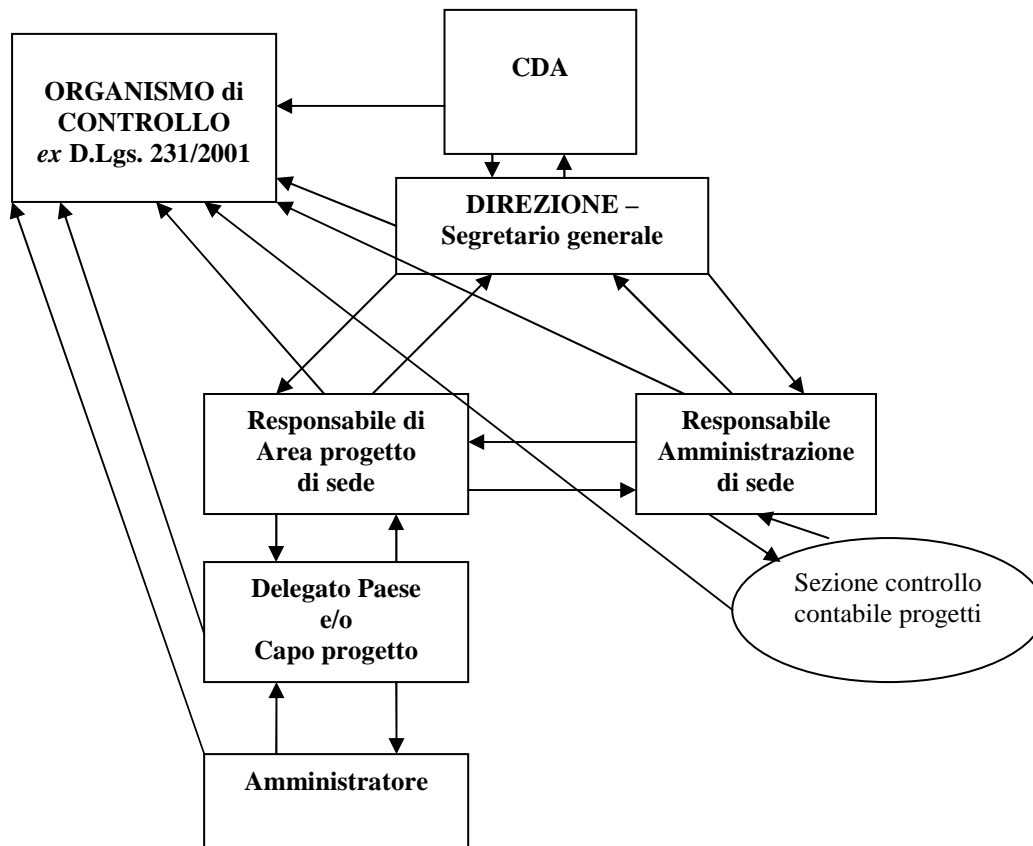 ORGANISMO di
CONTROLLO
ex D.Lgs. 231/2001
CDA
DIREZIONE –
Segretario generale
Responsabile di
Area progetto
di sede
Responsabile
Amministrazione
di sede
Delegato Paese
e/o
Capo progetto
Sezione controllo
contabile progetti
Amministratore